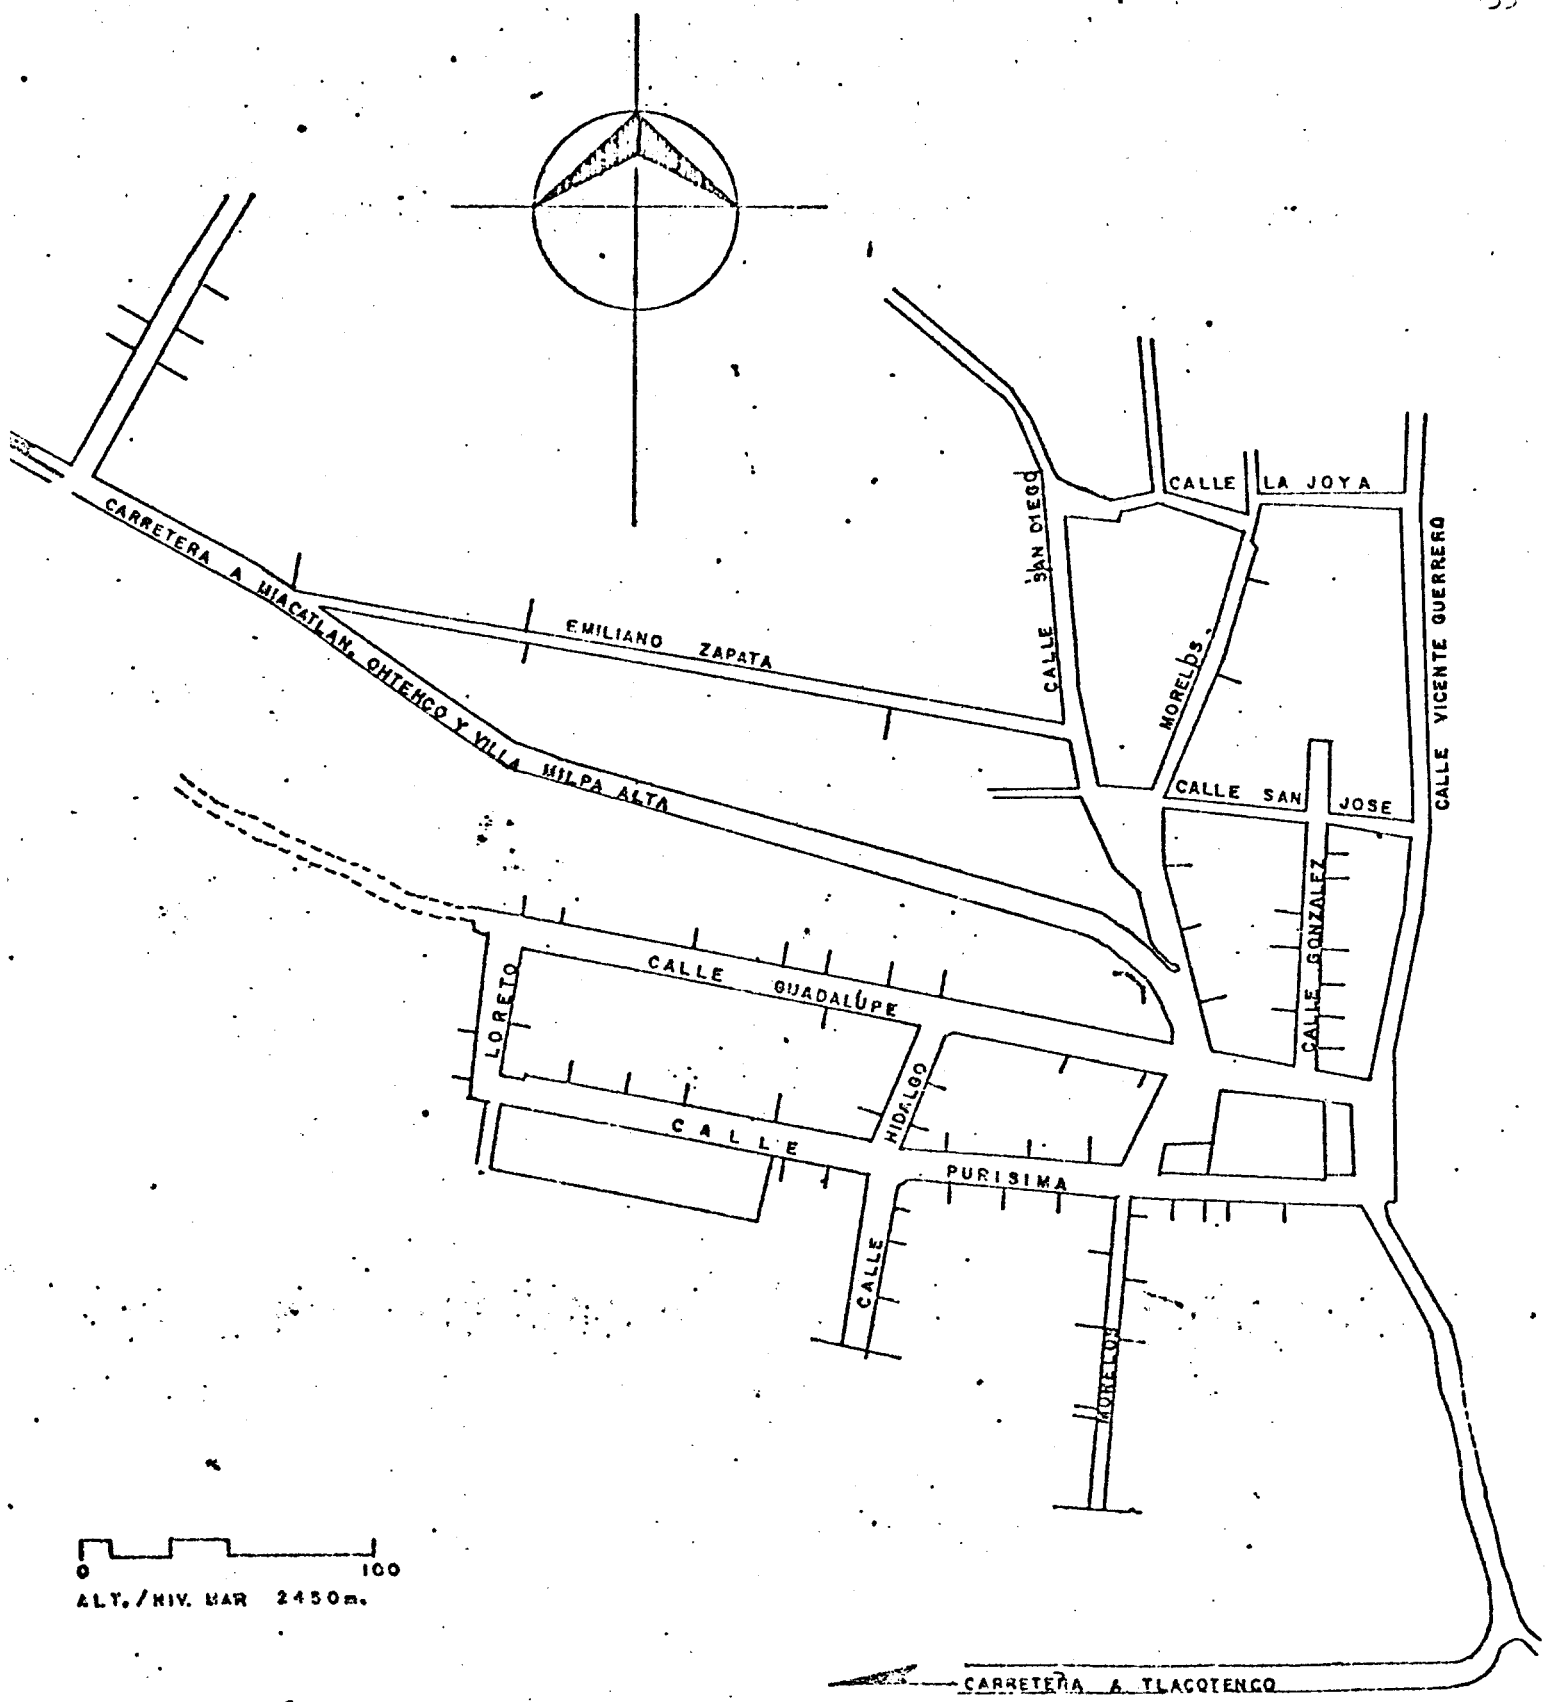 CALLE LA JOYA
CALLE SAN DIEGO
CALLE VICENTE GUERRERO
CARRETERA A MIACATLAN, OHTENCO Y VILLA MILPA ALTA
EMILIANO ZAPATA
MORELOS
CALLE SAN JOSE
CALLE GONZALEZ
CALLE GUADALUPE
LORETO
HIDALGO
CALLE PURISIMA
CALLE
MORELOS
0 100
ALT./NIV. MAR 2450m.
CARRETERA A TLACOTENCO